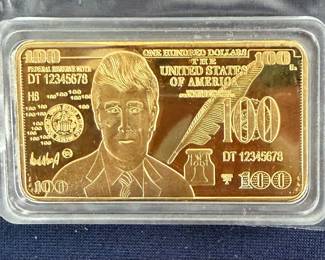 100 ONE HUNDRED DOLLARS 100
FEDERAL RESERVE NOTE THE
DT 12345678 UNITED STATES
H8 OF AMERICA
100
DT 12345678
100 100